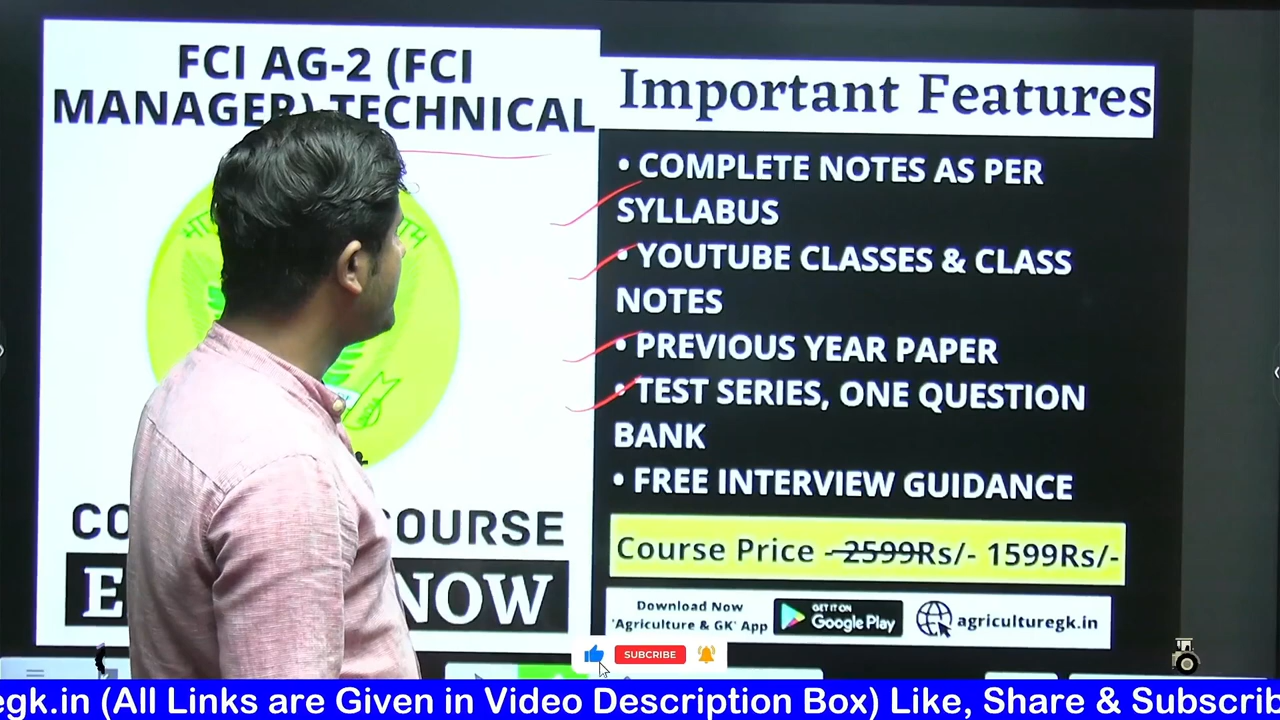 FCI AG-2 (FCI
MANAGER) TECHNICAL
COURSE
NOW
Important Features
• COMPLETE NOTES AS PER
SYLLABUS
• YOUTUBE CLASSES & CLASS
NOTES
• PREVIOUS YEAR PAPER
• TEST SERIES, ONE QUESTION
BANK
• FREE INTERVIEW GUIDANCE
Course Price - 2599Rs/- 1599Rs/-
Download Now
'Agriculture & GK' App
GET IT ON
Google Play
agriculturegk.in
SUBSCRIBE
egk.in (All Links are Given in Video Description Box) Like, Share & Subscrib